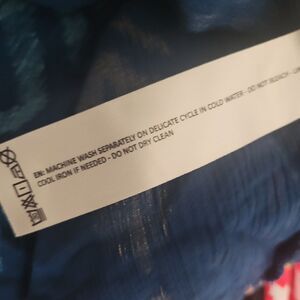 EN: MACHINE WASH SEPARATELY ON DELICATE CYCLE IN COLD WATER - DO NOT BLEACH -
COOL IRON IF NEEDED - DO NOT DRY CLEAN